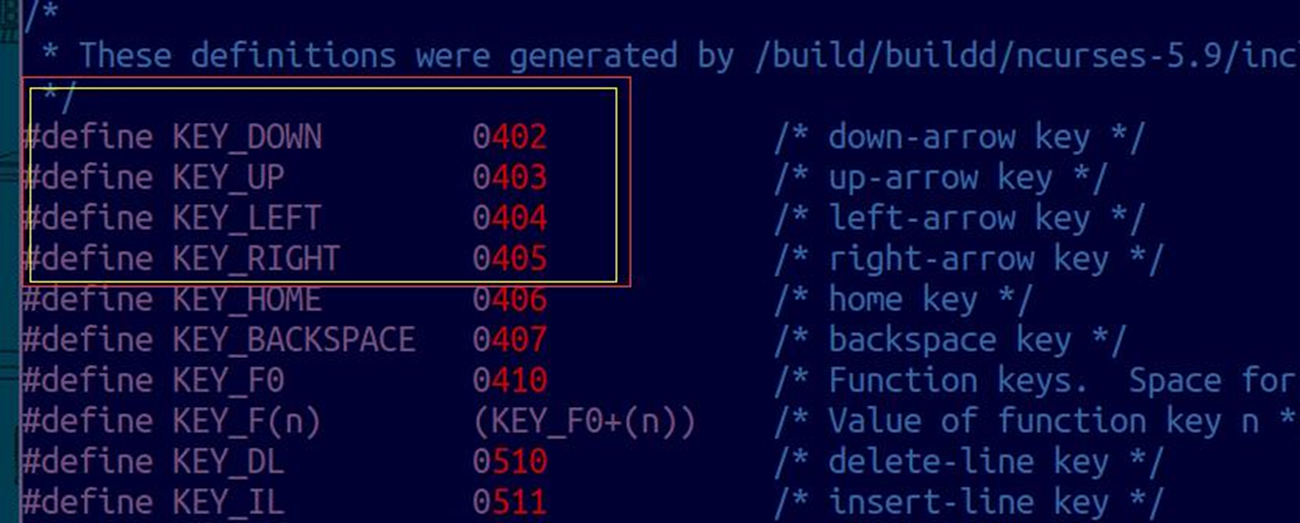 /*
 * These definitions were generated by /build/buildd/ncurses-5.9/inc
 */
#define KEY_DOWN        0402            /* down-arrow key */
#define KEY_UP          0403            /* up-arrow key */
#define KEY_LEFT        0404            /* left-arrow key */
#define KEY_RIGHT       0405            /* right-arrow key */
#define KEY_HOME        0406            /* home key */
#define KEY_BACKSPACE   0407            /* backspace key */
#define KEY_F0          0410            /* Function keys.  Space for
#define KEY_F(n)        (KEY_F0+(n))    /* Value of function key n *
#define KEY_DL          0510            /* delete-line key */
#define KEY_IL          0511            /* insert-line key */